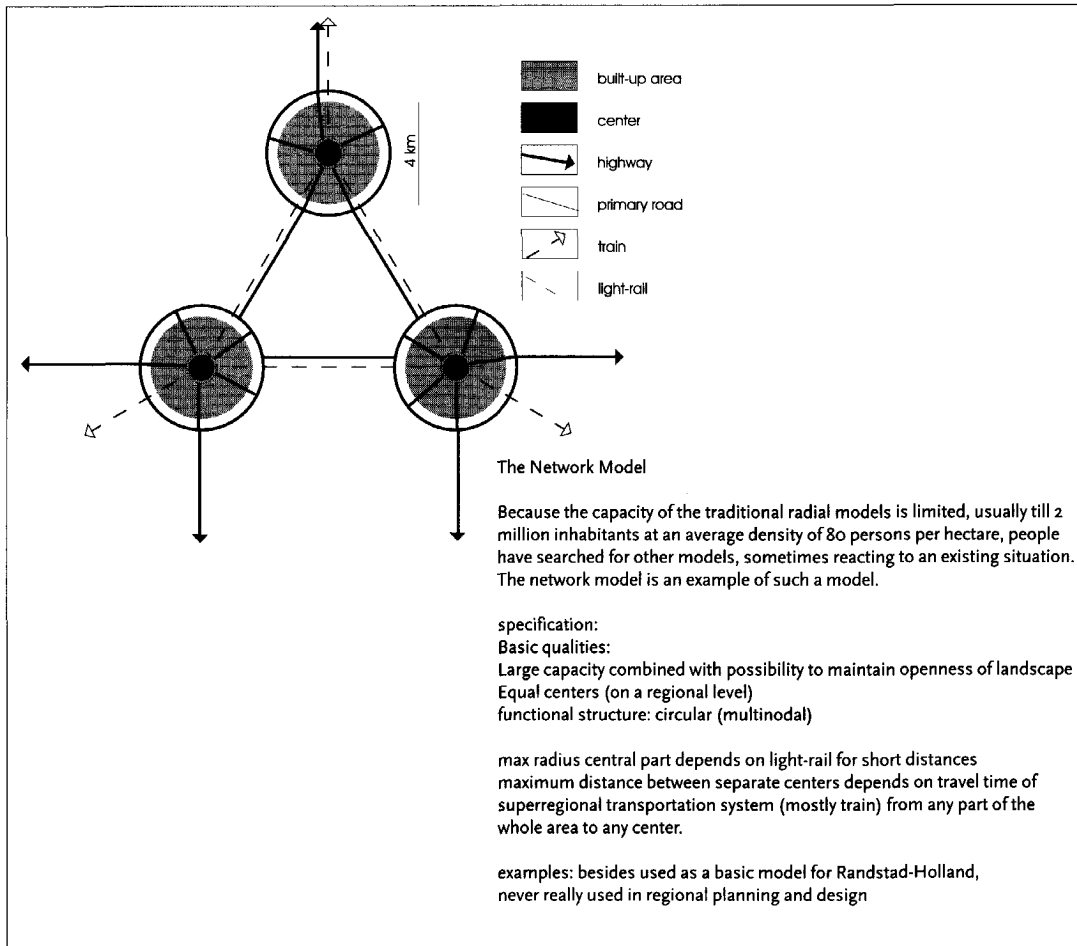 built-up area
center
4 km
highway
primary road
train
light-rail
The Network Model
Because the capacity of the traditional radial models is limited, usually till 2
million inhabitants at an average density of 80 persons per hectare, people
have searched for other models, sometimes reacting to an existing situation.
The network model is an example of such a model.
specification:
Basic qualities:
Large capacity combined with possibility to maintain openness of landscape
Equal centers (on a regional level)
functional structure: circular (multinodal)
max radius central part depends on light-rail for short distances
maximum distance between separate centers depends on travel time of
superregional transportation system (mostly train) from any part of the
whole area to any center.
examples: besides used as a basic model for Randstad-Holland,
never really used in regional planning and design